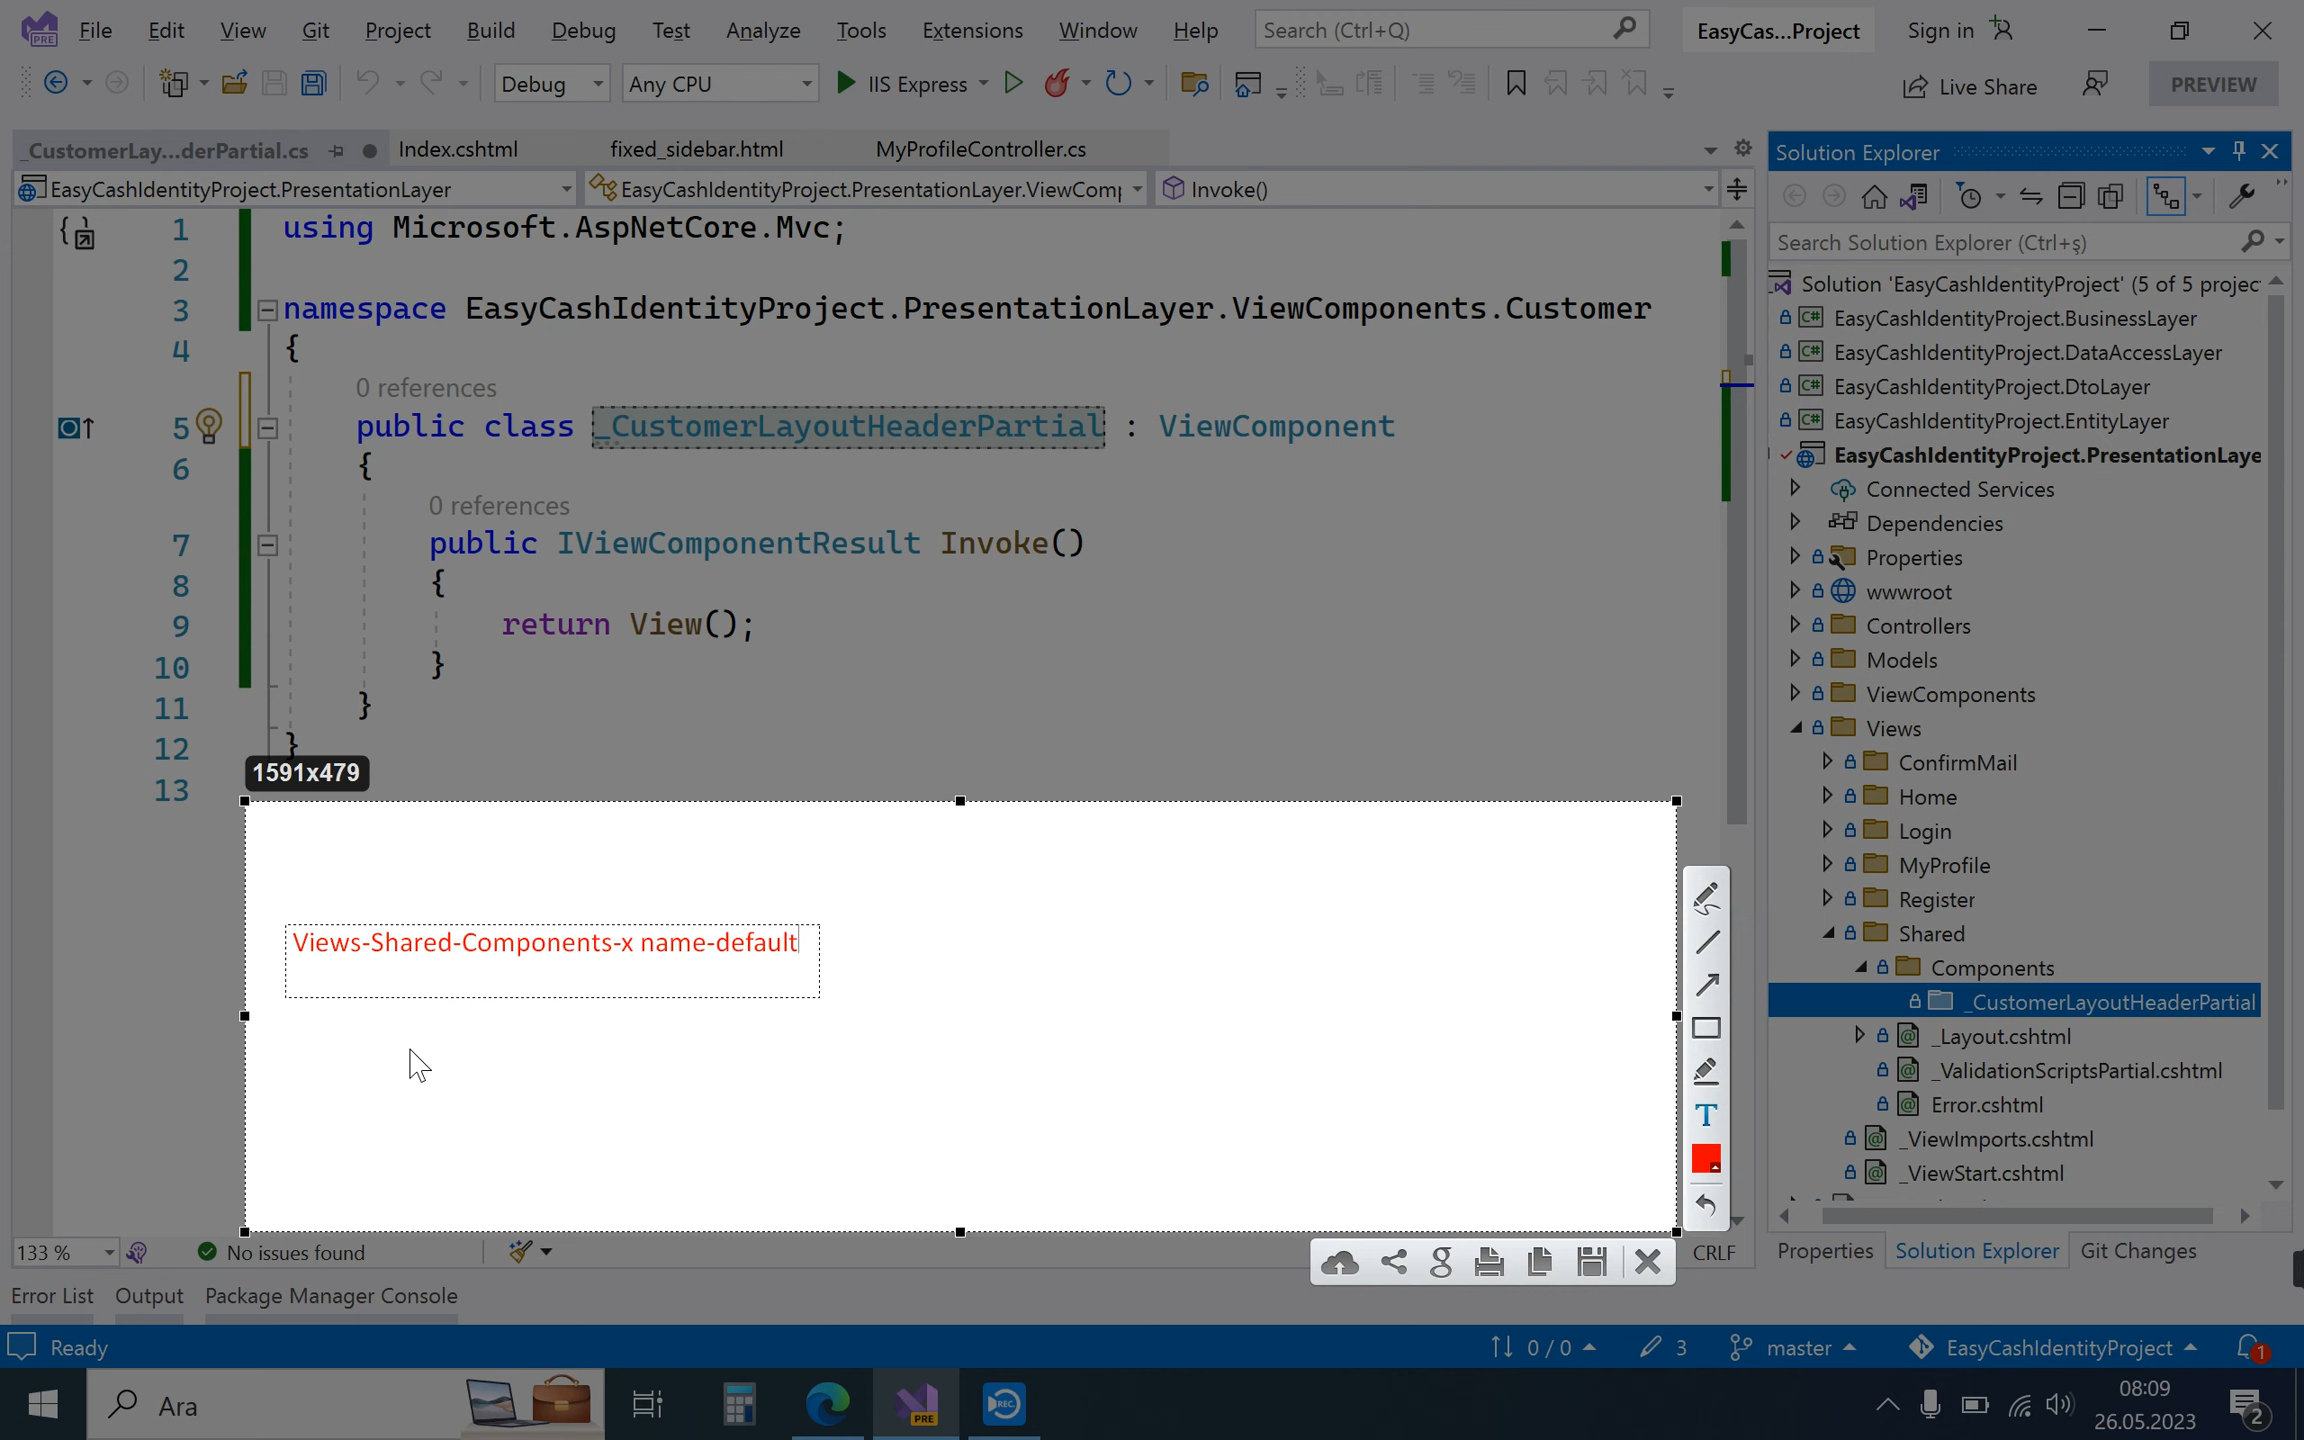 File Edit View Git Project Build Debug Test Analyze Tools Extensions Window Help Search (Ctrl+Q) EasyCas...Project Sign in
PRE
Debug Any CPU IIS Express Live Share PREVIEW
_CustomerLay...derPartial.cs Index.cshtml fixed_sidebar.html MyProfileController.cs
EasyCashIdentityProject.PresentationLayer EasyCashIdentityProject.PresentationLayer.ViewComp Invoke()
1 using Microsoft.AspNetCore.Mvc;
2
3 namespace EasyCashIdentityProject.PresentationLayer.ViewComponents.Customer
4 {
0 references
5 public class _CustomerLayoutHeaderPartial : ViewComponent
6 {
0 references
7 public IViewComponentResult Invoke()
8 {
9 return View();
10 }
11 }
12 }
13
1591x479
Views-Shared-Components-x name-default
T
Solution Explorer
Search Solution Explorer (Ctrl+ş)
Solution 'EasyCashIdentityProject' (5 of 5 projec
C# EasyCashIdentityProject.BusinessLayer
C# EasyCashIdentityProject.DataAccessLayer
C# EasyCashIdentityProject.DtoLayer
C# EasyCashIdentityProject.EntityLayer
EasyCashIdentityProject.PresentationLaye
Connected Services
Dependencies
Properties
wwwroot
Controllers
Models
ViewComponents
Views
ConfirmMail
Home
Login
MyProfile
Register
Shared
Components
_CustomerLayoutHeaderPartial
_Layout.cshtml
_ValidationScriptsPartial.cshtml
Error.cshtml
_ViewImports.cshtml
_ViewStart.cshtml
133 % No issues found CRLF
Properties Solution Explorer Git Changes
Error List Output Package Manager Console
Ready 0 / 0 3 master EasyCashIdentityProject 1
Ara PRE REC 08:09
26.05.2023 2